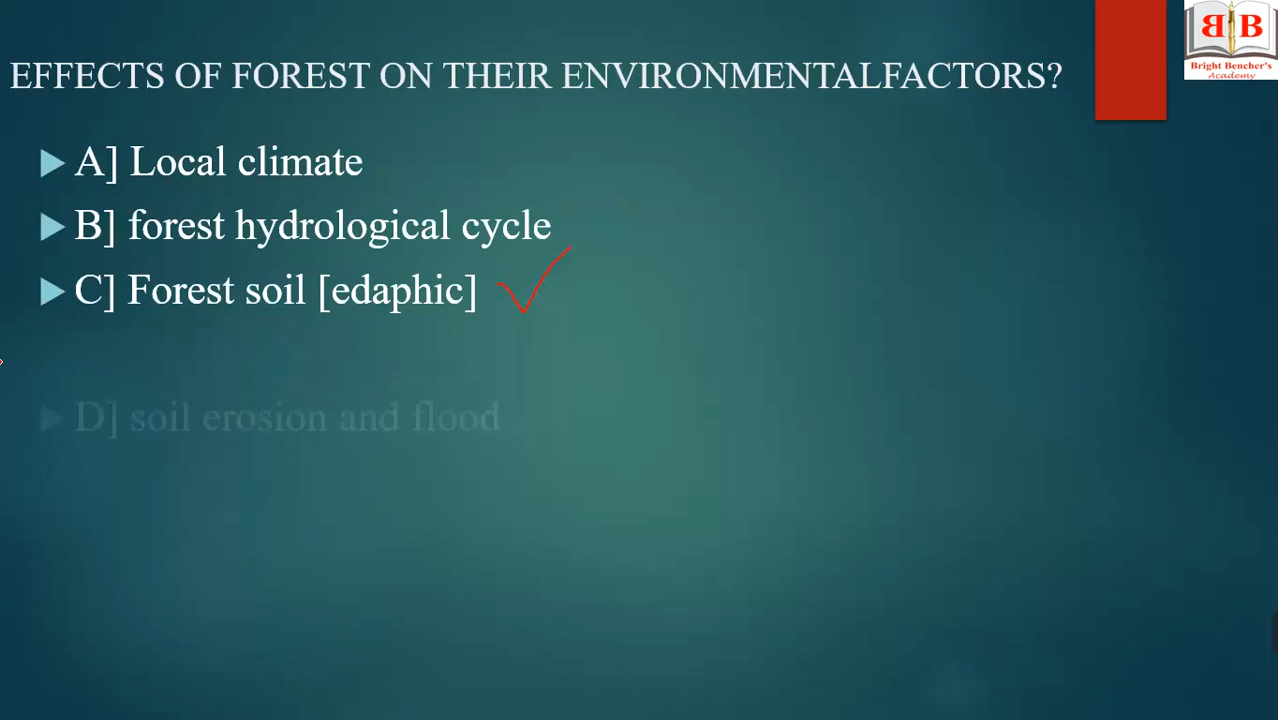 BB
Bright Bencher's
Academy
EFFECTS OF FOREST ON THEIR ENVIRONMENTALFACTORS?
A] Local climate
B] forest hydrological cycle
C] Forest soil [edaphic]
D] soil erosion and flood